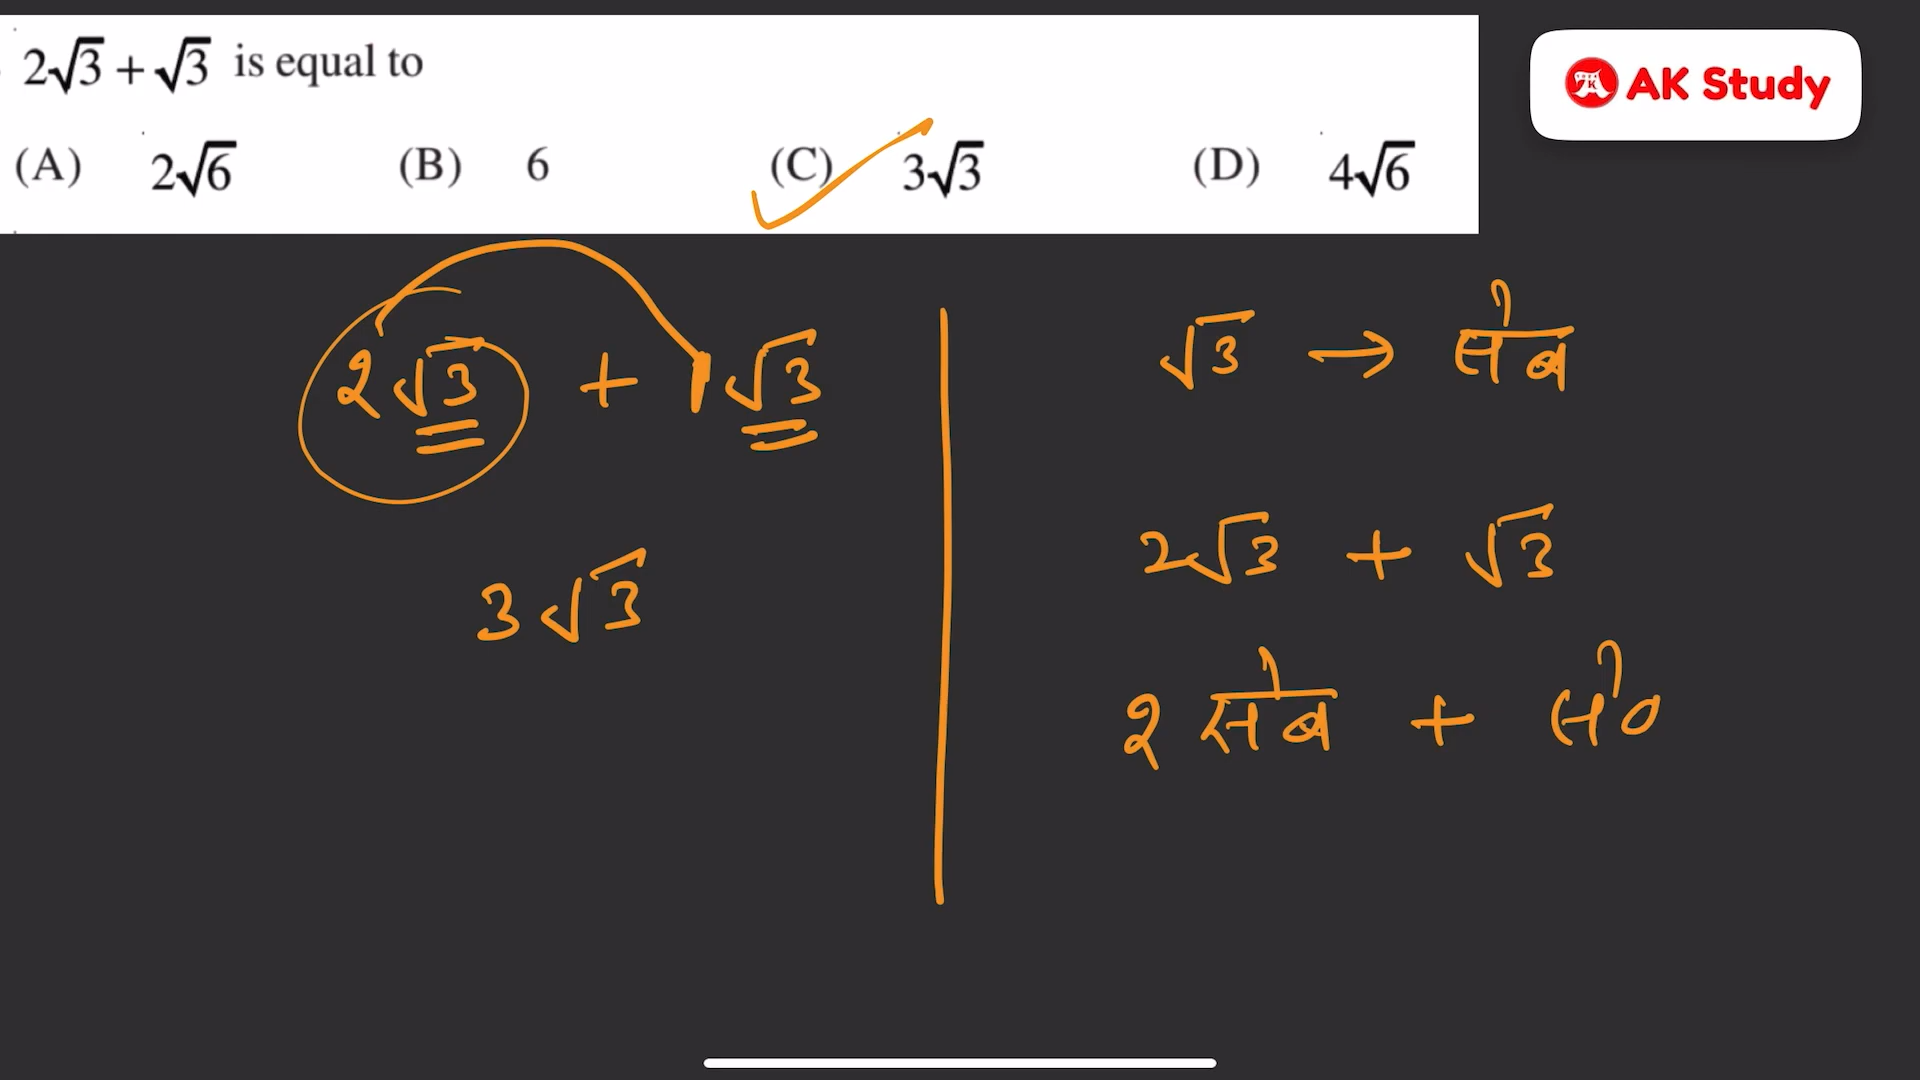 2√3 + √3 is equal to
(A) 2√6 (B) 6 (C) 3√3 (D) 4√6
AK Study
2√3 + 1√3
3√3
√3 → सेब
2√3 + √3
2 सेब + से०